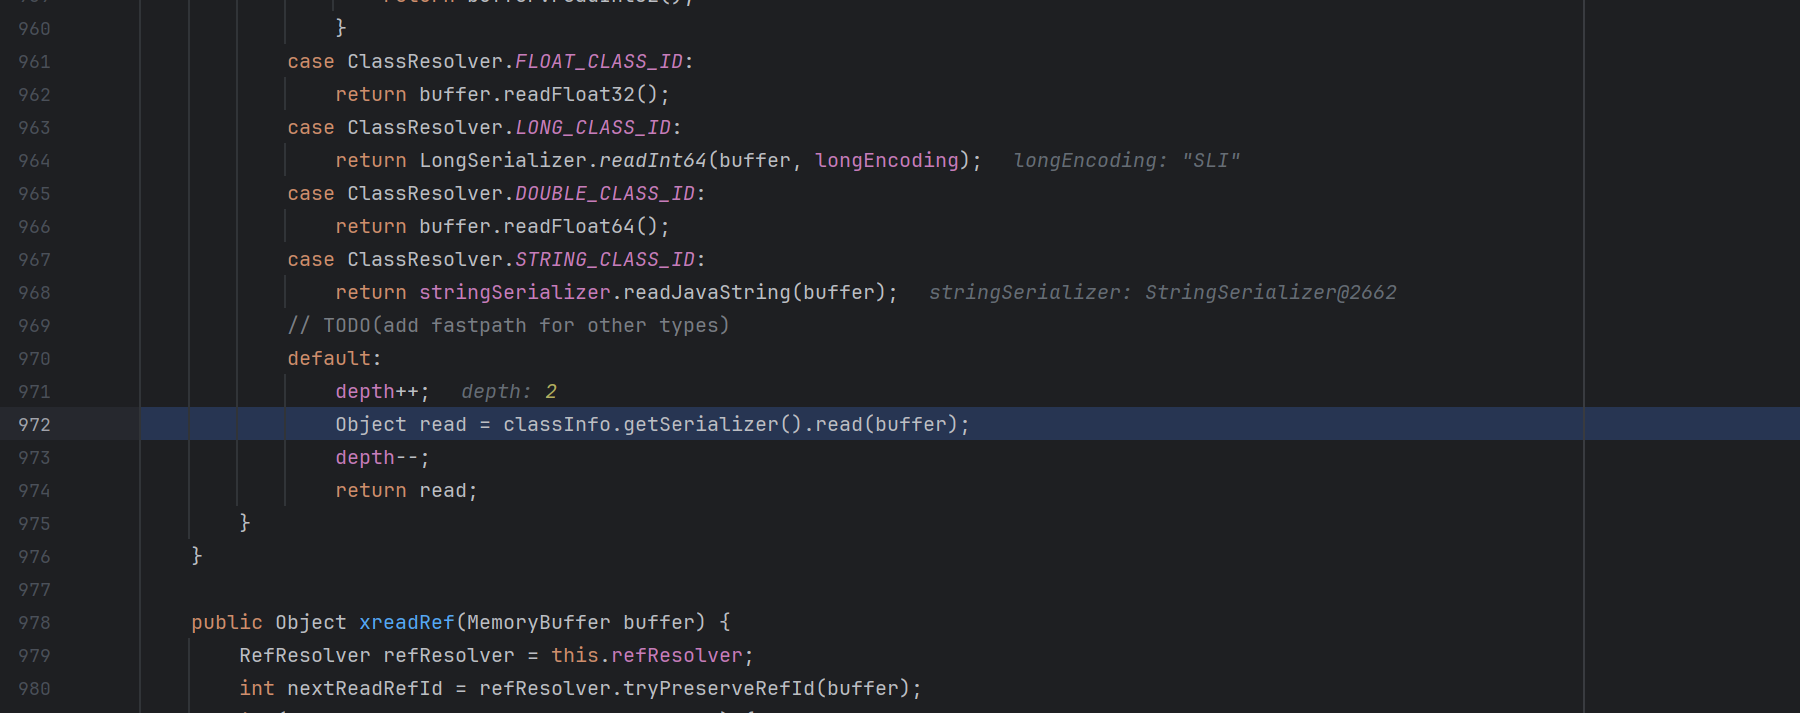 return buffer.readInt32();
960 }
961 case ClassResolver.FLOAT_CLASS_ID:
962 return buffer.readFloat32();
963 case ClassResolver.LONG_CLASS_ID:
964 return LongSerializer.readInt64(buffer, longEncoding); longEncoding: "SLI"
965 case ClassResolver.DOUBLE_CLASS_ID:
966 return buffer.readFloat64();
967 case ClassResolver.STRING_CLASS_ID:
968 return stringSerializer.readJavaString(buffer); stringSerializer: StringSerializer@2662
969 // TODO(add fastpath for other types)
970 default:
971 depth++; depth: 2
972 Object read = classInfo.getSerializer().read(buffer);
973 depth--;
974 return read;
975 }
976 }
977
978 public Object xreadRef(MemoryBuffer buffer) {
979 RefResolver refResolver = this.refResolver;
980 int nextReadRefId = refResolver.tryPreserveRefId(buffer);